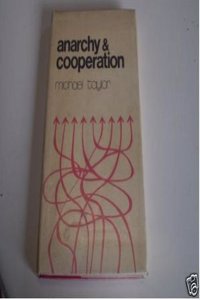 anarchy &
cooperation
michael taylor